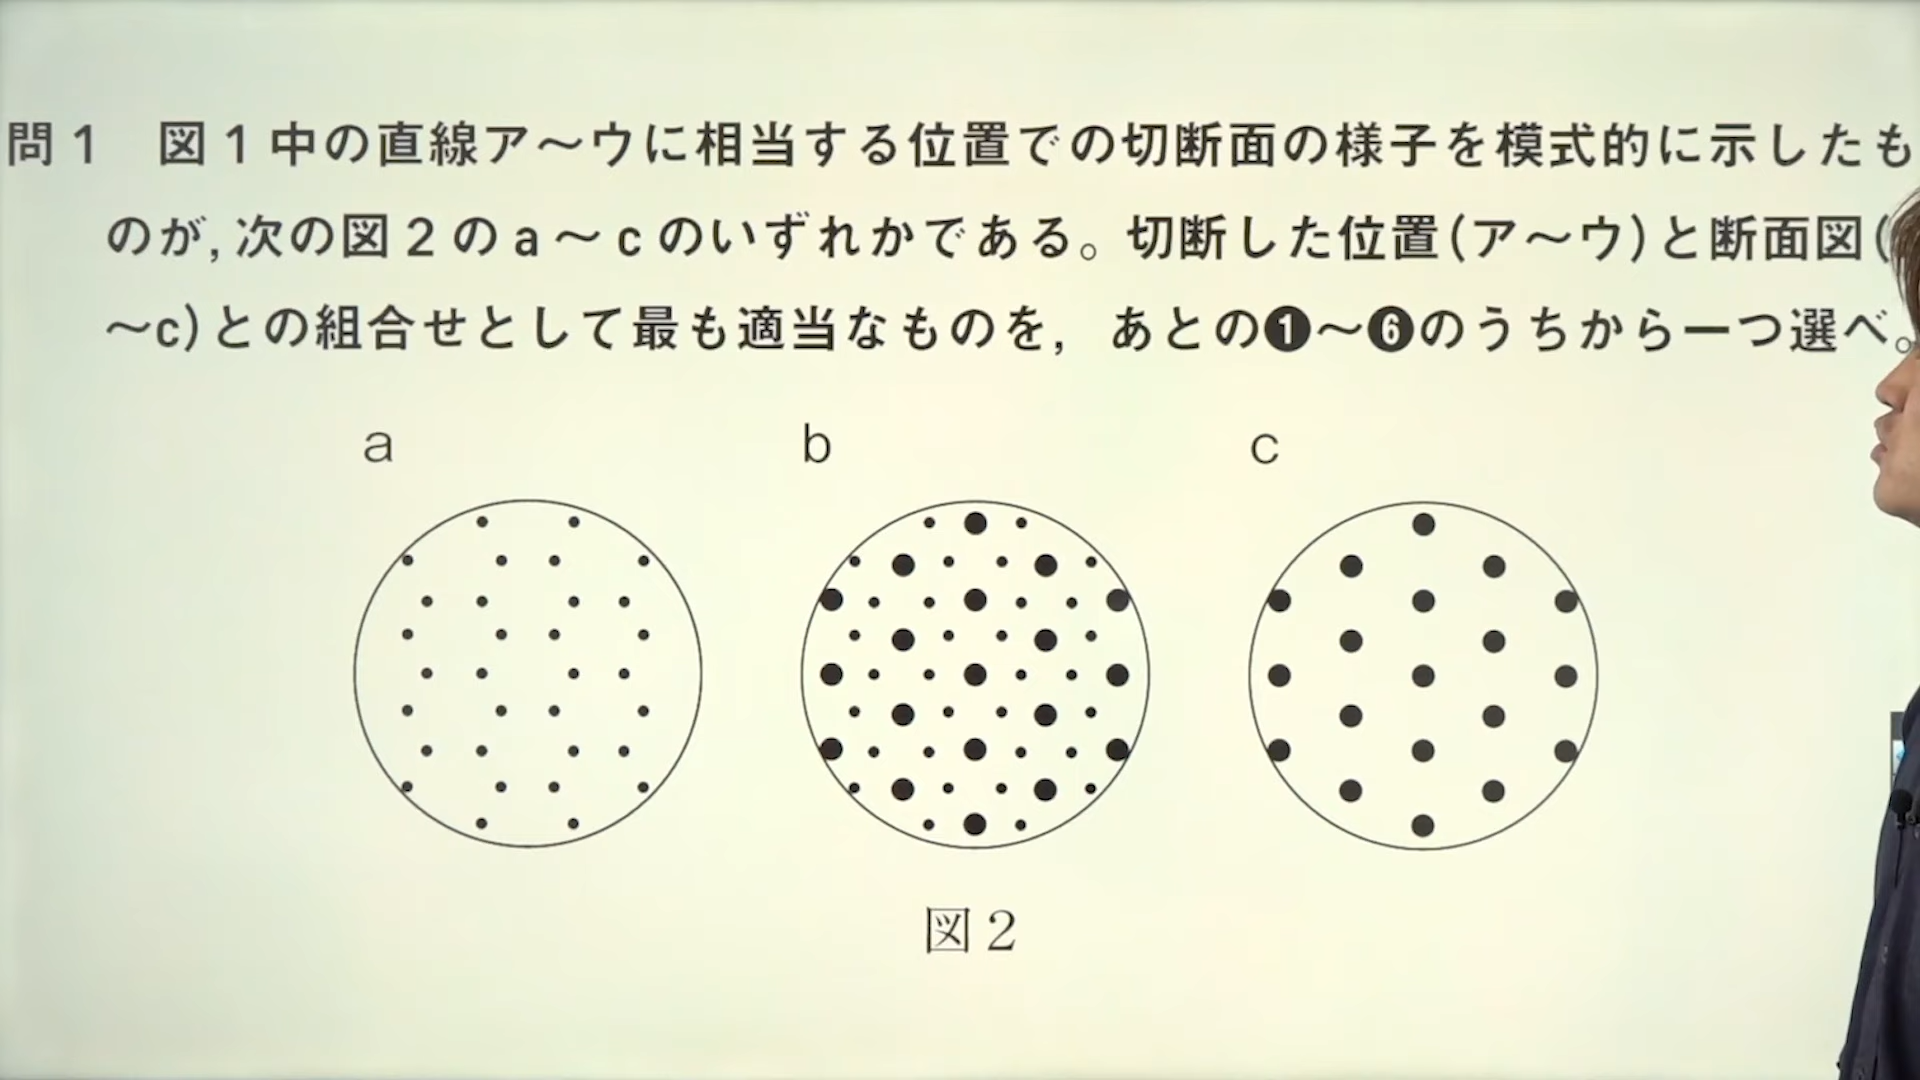 問1 図1中の直線ア～ウに相当する位置での切断面の様子を模式的に示したも
のが,次の図2のa～cのいずれかである。切断した位置(ア～ウ)と断面図(
～c)との組合せとして最も適当なものを, あとの❶～❻のうちから一つ選べ。
a b c
図2